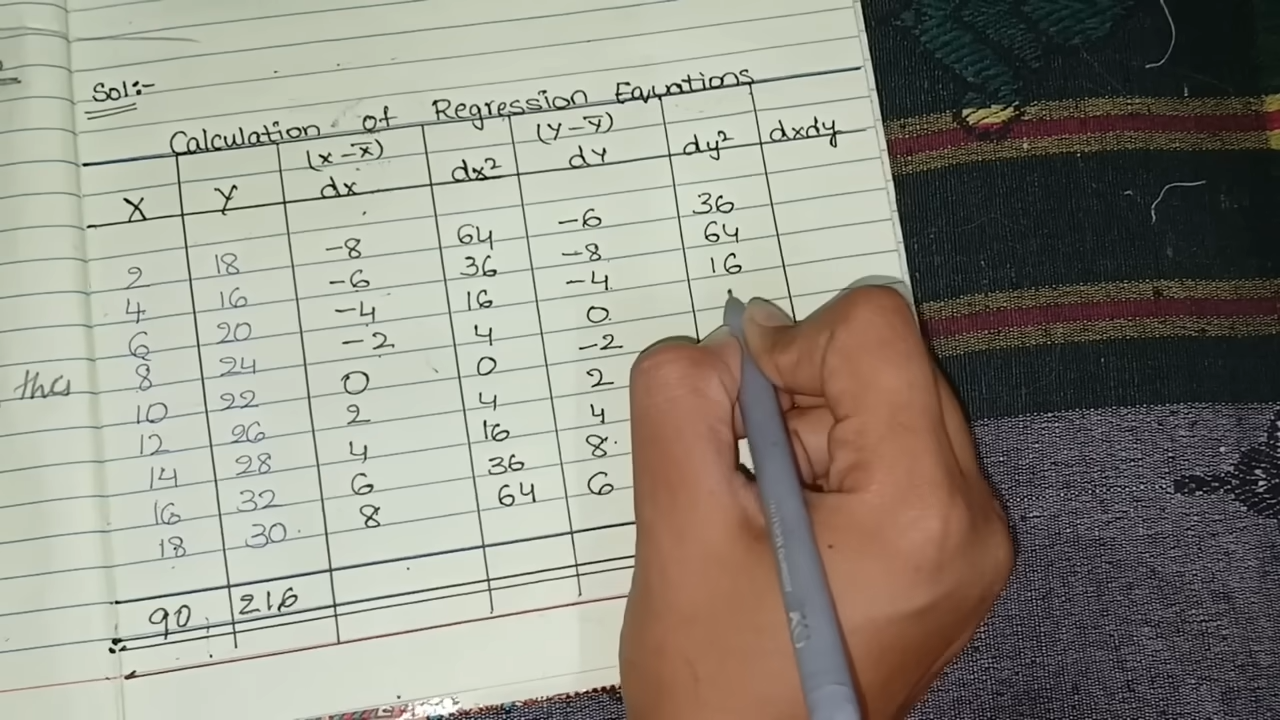 Sol:-
Calculation of Regression Equations
X Y (x-x̅) dx dx² (y-y̅) dy dy² dxdy
2 18 -8 64 -6 36
4 16 -6 36 -8 64
6 20 -4 16 -4 16
8 24 -2 4 0
10 22 0 0 -2
12 26 2 4 2
14 28 4 16 4
16 32 6 36 8
18 30 8 64 6
90 216